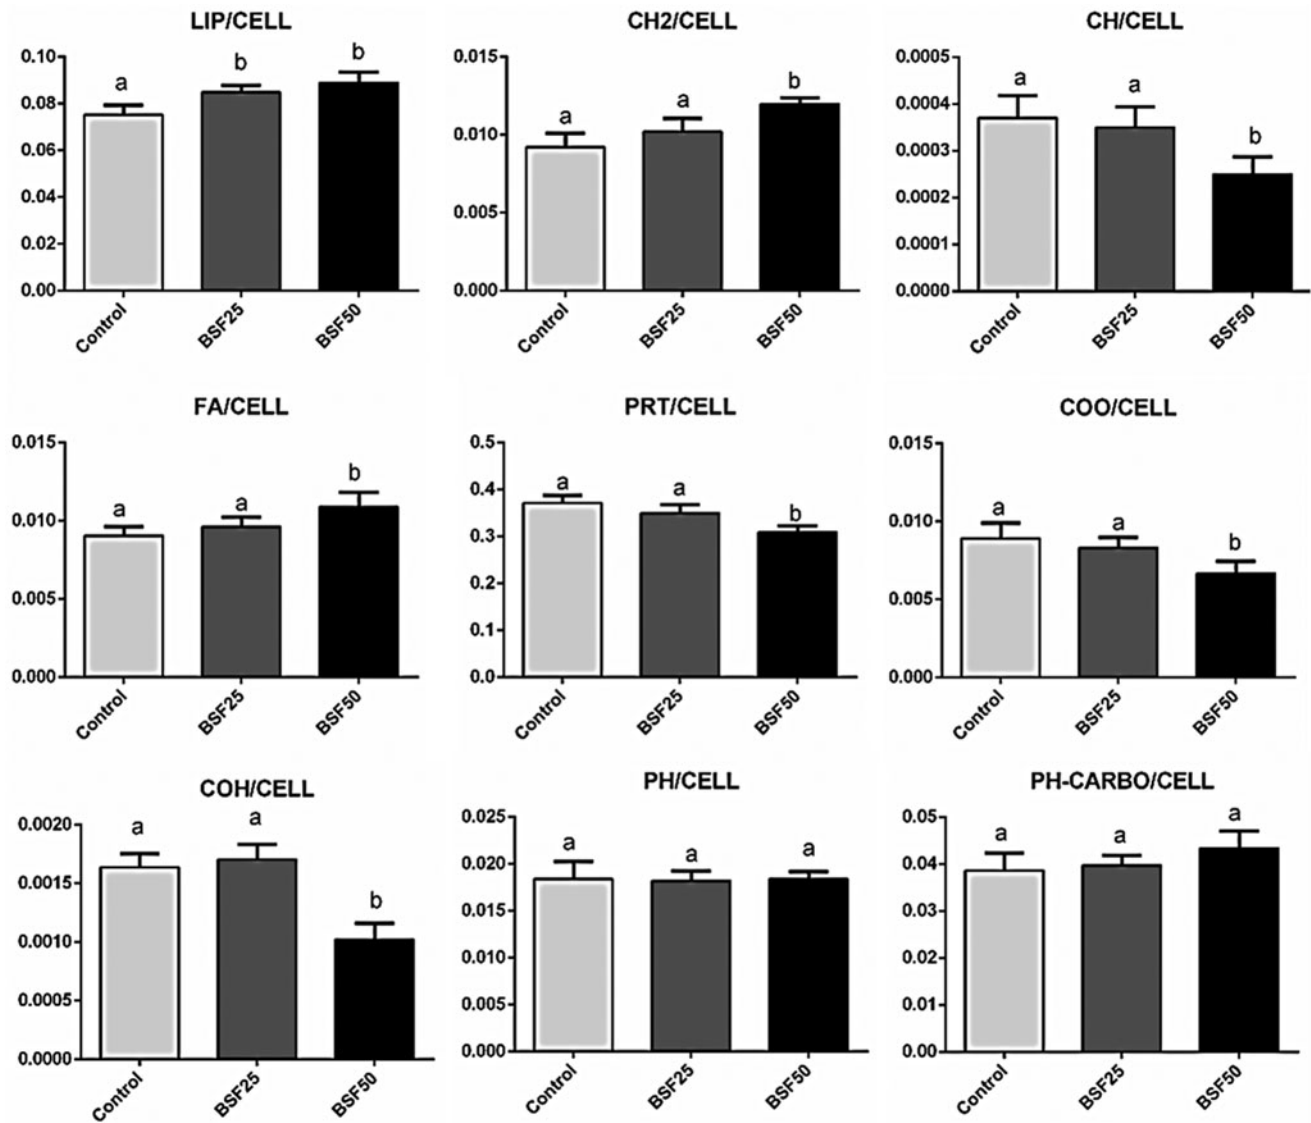 LIP/CELL
0.10
0.08
0.06
0.04
0.02
0.00
a
b
b
Control
BSF25
BSF50
CH2/CELL
0.015
0.010
0.005
0.000
a
a
b
Control
BSF25
BSF50
CH/CELL
0.0005
0.0004
0.0003
0.0002
0.0001
0.0000
a
a
b
Control
BSF25
BSF50
FA/CELL
0.015
0.010
0.005
0.000
a
a
b
Control
BSF25
BSF50
PRT/CELL
0.5
0.4
0.3
0.2
0.1
0.0
a
a
b
Control
BSF25
BSF50
COO/CELL
0.015
0.010
0.005
0.000
a
a
b
Control
BSF25
BSF50
COH/CELL
0.0020
0.0015
0.0010
0.0005
0.0000
a
a
b
Control
BSF25
BSF50
PH/CELL
0.025
0.020
0.015
0.010
0.005
0.000
a
a
a
Control
BSF25
BSF50
PH-CARBO/CELL
0.05
0.04
0.03
0.02
0.01
0.00
a
a
a
Control
BSF25
BSF50